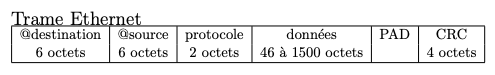 Trame Ethernet
@destination @source protocole données PAD CRC
6 octets 6 octets 2 octets 46 à 1500 octets 4 octets